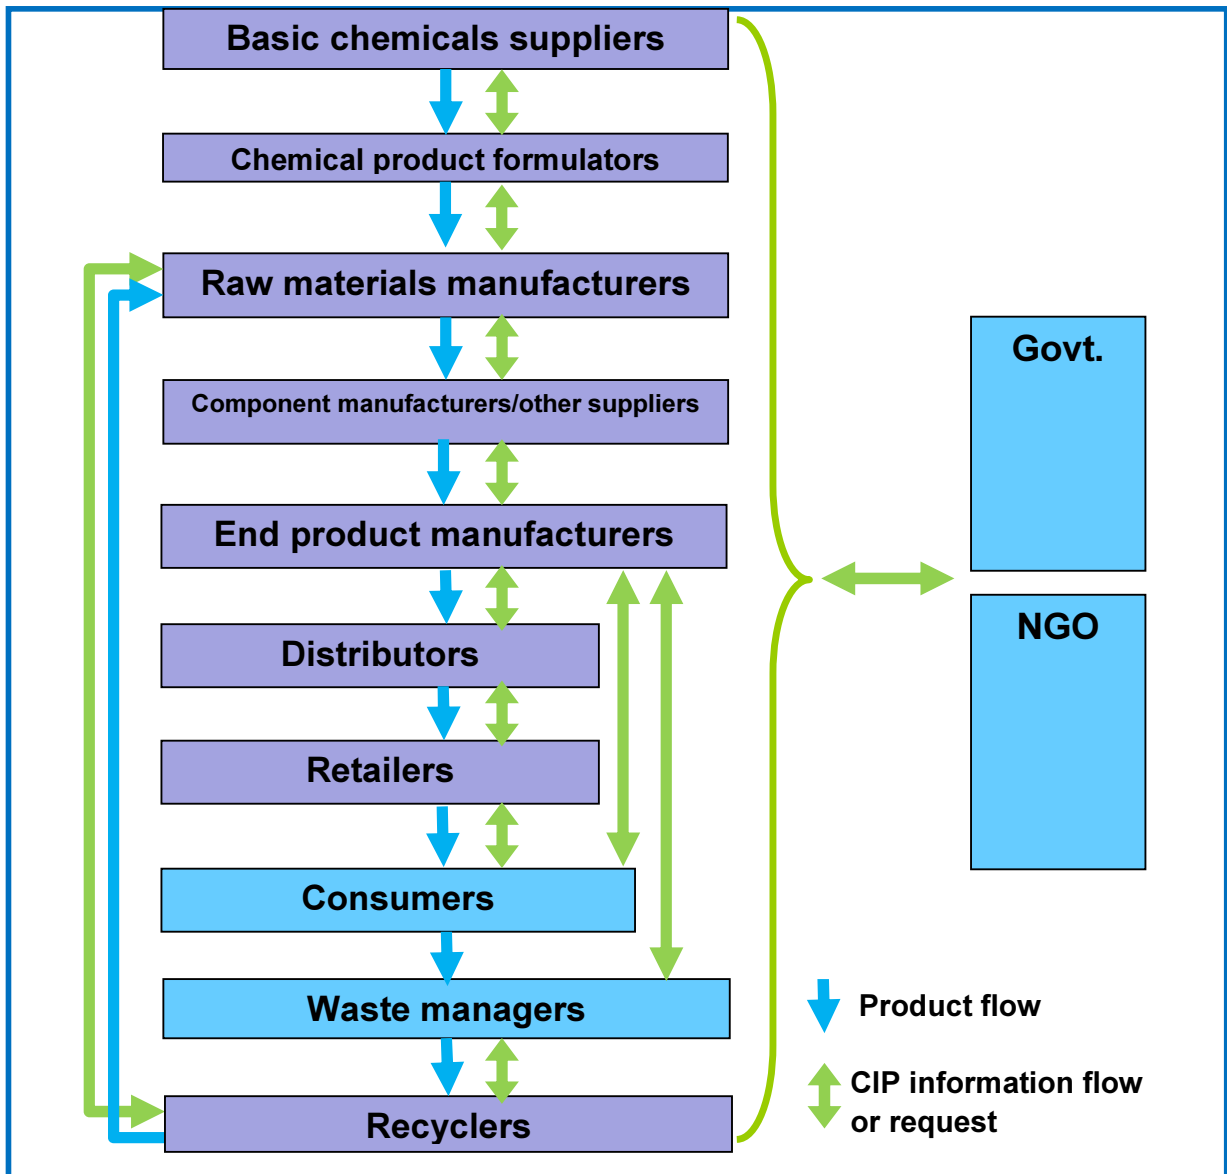 Basic chemicals suppliers
Chemical product formulators
Raw materials manufacturers
Component manufacturers/other suppliers
End product manufacturers
Distributors
Retailers
Consumers
Waste managers
Recyclers
Govt.
NGO
Product flow
CIP information flow
or request